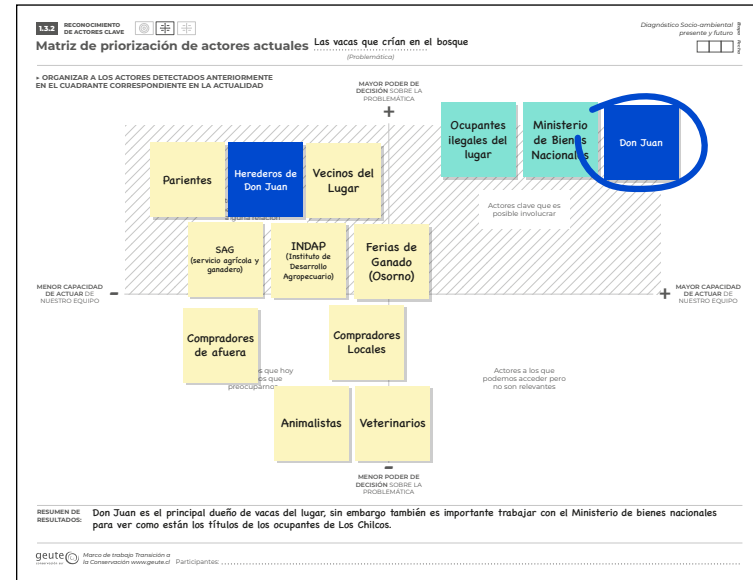 1.3.2 RECONOCIMIENTO
DE ACTORES CLAVE
Matriz de priorización de actores actuales Las vacas que crían en el bosque
(Problemática)
Diagnóstico Socio-ambiental
presente y futuro
Fecha
▸ ORGANIZAR A LOS ACTORES DETECTADOS ANTERIORMENTE
EN EL CUADRANTE CORRESPONDIENTE EN LA ACTUALIDAD
MAYOR PODER DE
DECISIÓN SOBRE LA
PROBLEMÁTICA
+
Ocupantes
ilegales del
lugar
Ministerio
de Bienes
Nacionales
Don Juan
Parientes
Herederos de
Don Juan
Vecinos del
Lugar
alguna relación
Actores clave que es
posible involucrar
SAG
(servicio agrícola y
ganadero)
INDAP
(Instituto de
Desarrollo
Agropecuario)
Ferias de
Ganado
(Osorno)
MENOR CAPACIDAD
DE ACTUAR DE
NUESTRO EQUIPO
-
+
MAYOR CAPACIDAD
DE ACTUAR DE
NUESTRO EQUIPO
Compradores
de afuera
Compradores
Locales
que hoy
que
preocuparnos
Actores a los que
podemos acceder pero
no son relevantes
Animalistas
Veterinarios
-
MENOR PODER DE
DECISIÓN SOBRE LA
PROBLEMÁTICA
RESUMEN DE
RESULTADOS:
Don Juan es el principal dueño de vacas del lugar, sin embargo también es importante trabajar con el Ministerio de bienes nacionales
para ver como están los títulos de los ocupantes de Los Chilcos.
geute
Marco de trabajo Transición a
la Conservación www.geute.cl
Participantes: